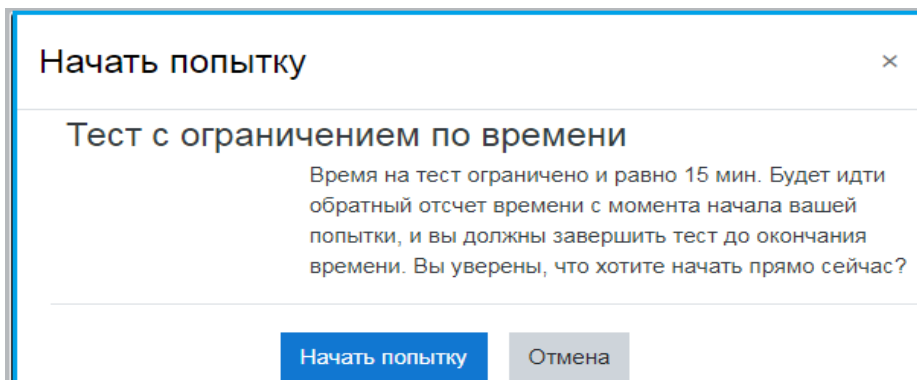 Начать попытку
×
Тест с ограничением по времени
Время на тест ограничено и равно 15 мин. Будет идти
обратный отсчет времени с момента начала вашей
попытки, и вы должны завершить тест до окончания
времени. Вы уверены, что хотите начать прямо сейчас?
Начать попытку Отмена